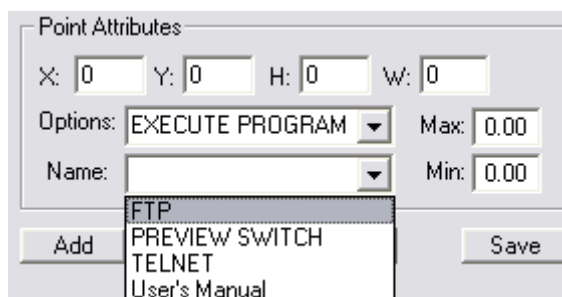 Point Attributes
X: 0 Y: 0 H: 0 W: 0
Options: EXECUTE PROGRAM Max: 0.00
Name: Min: 0.00
FTP
Add PREVIEW SWITCH Save
TELNET
User's Manual